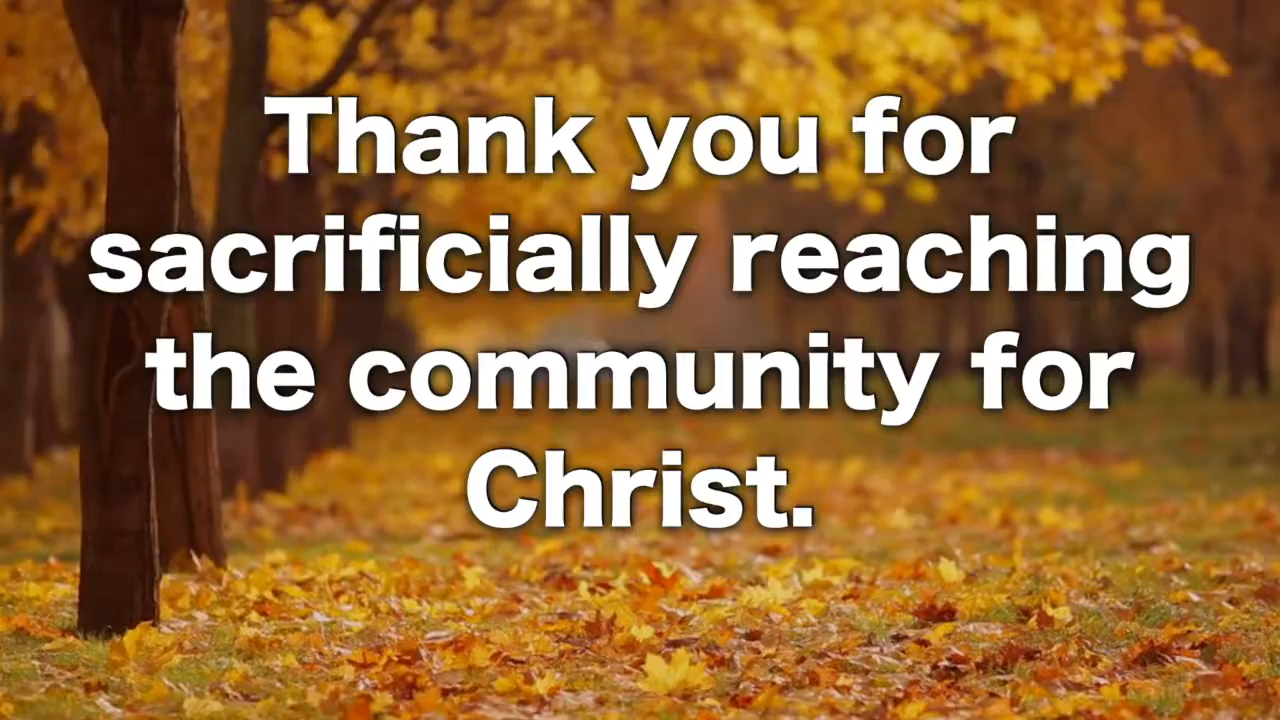 Thank you for
sacrificially reaching
the community for
Christ.